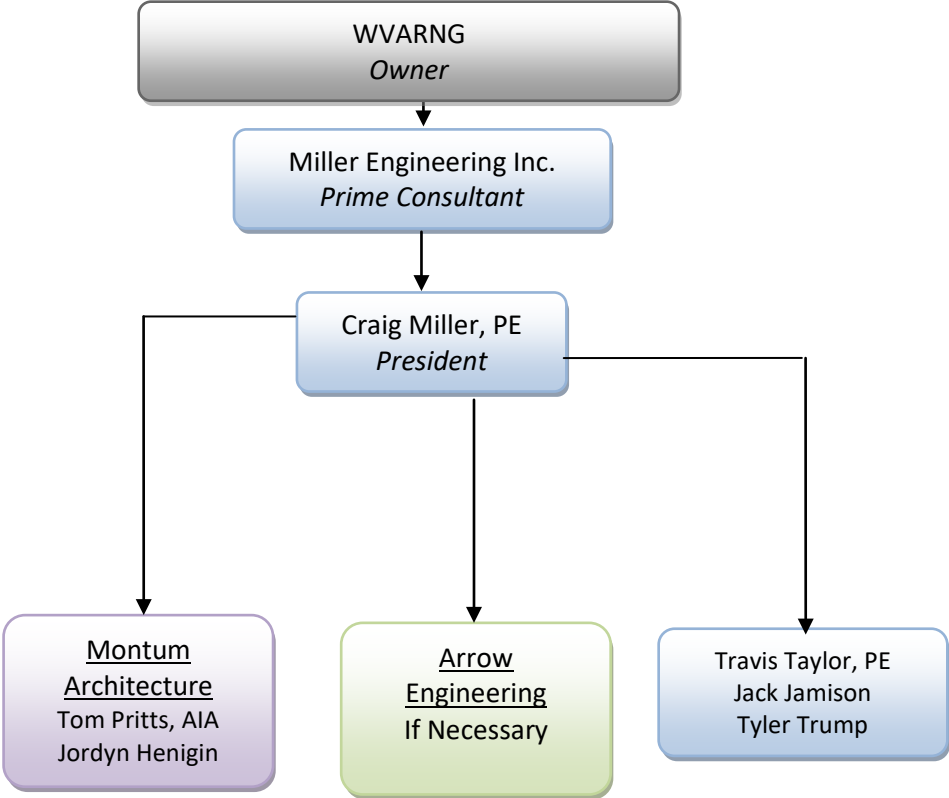 WVARNG
Owner
Miller Engineering Inc.
Prime Consultant
Craig Miller, PE
President
Montum
Architecture
Tom Pritts, AIA
Jordyn Henigin
Arrow
Engineering
If Necessary
Travis Taylor, PE
Jack Jamison
Tyler Trump